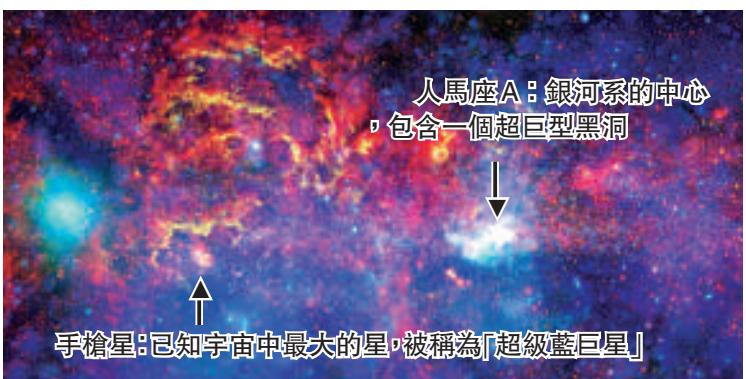 人馬座A：銀河系的中心
，包含一個超巨型黑洞
手槍星：已知宇宙中最大的星，被稱為「超級藍巨星」